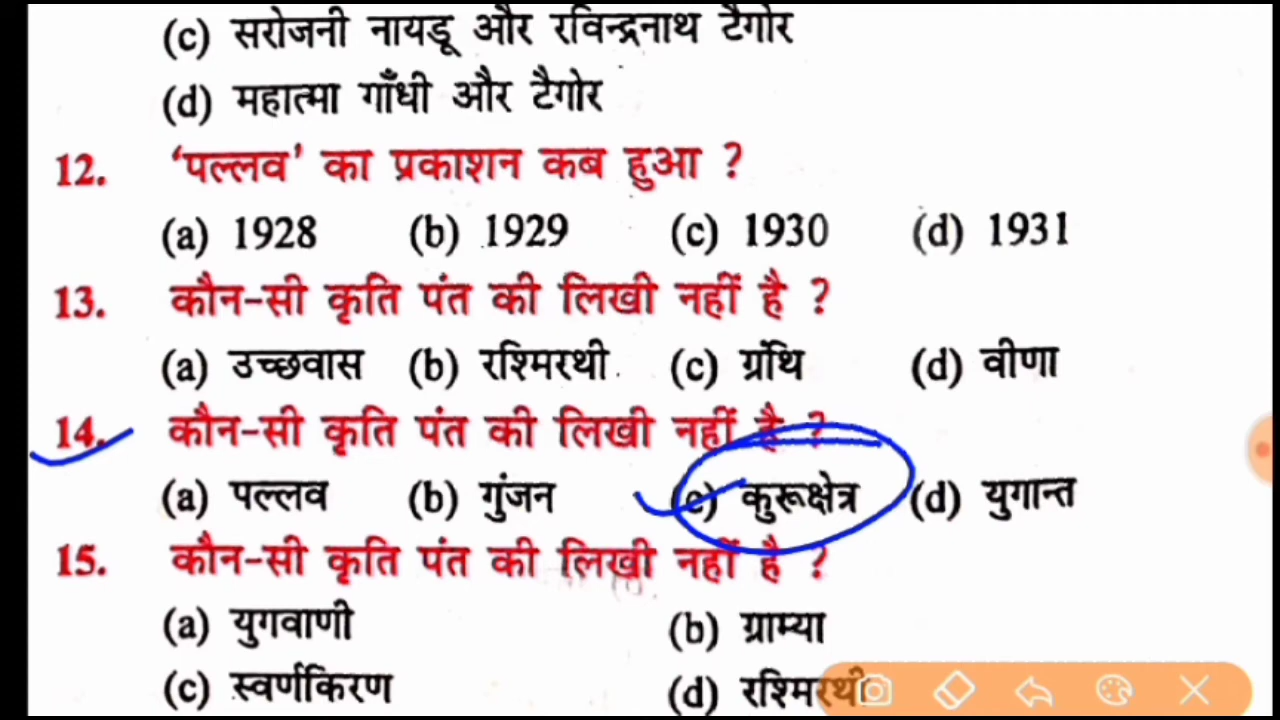 (c) सरोजनी नायडू और रविन्द्रनाथ टैगोर
(d) महात्मा गाँधी और टैगोर
12. ‘पल्लव’ का प्रकाशन कब हुआ ?
(a) 1928 (b) 1929 (c) 1930 (d) 1931
13. कौन-सी कृति पंत की लिखी नहीं है ?
(a) उच्छवास (b) रश्मिरथी (c) ग्रंथि (d) वीणा
14. कौन-सी कृति पंत की लिखी नहीं है ?
(a) पल्लव (b) गुंजन (c) कुरूक्षेत्र (d) युगान्त
15. कौन-सी कृति पंत की लिखी नहीं है ?
(a) युगवाणी (b) ग्राम्या
(c) स्वर्णकिरण (d) रश्मिरथी